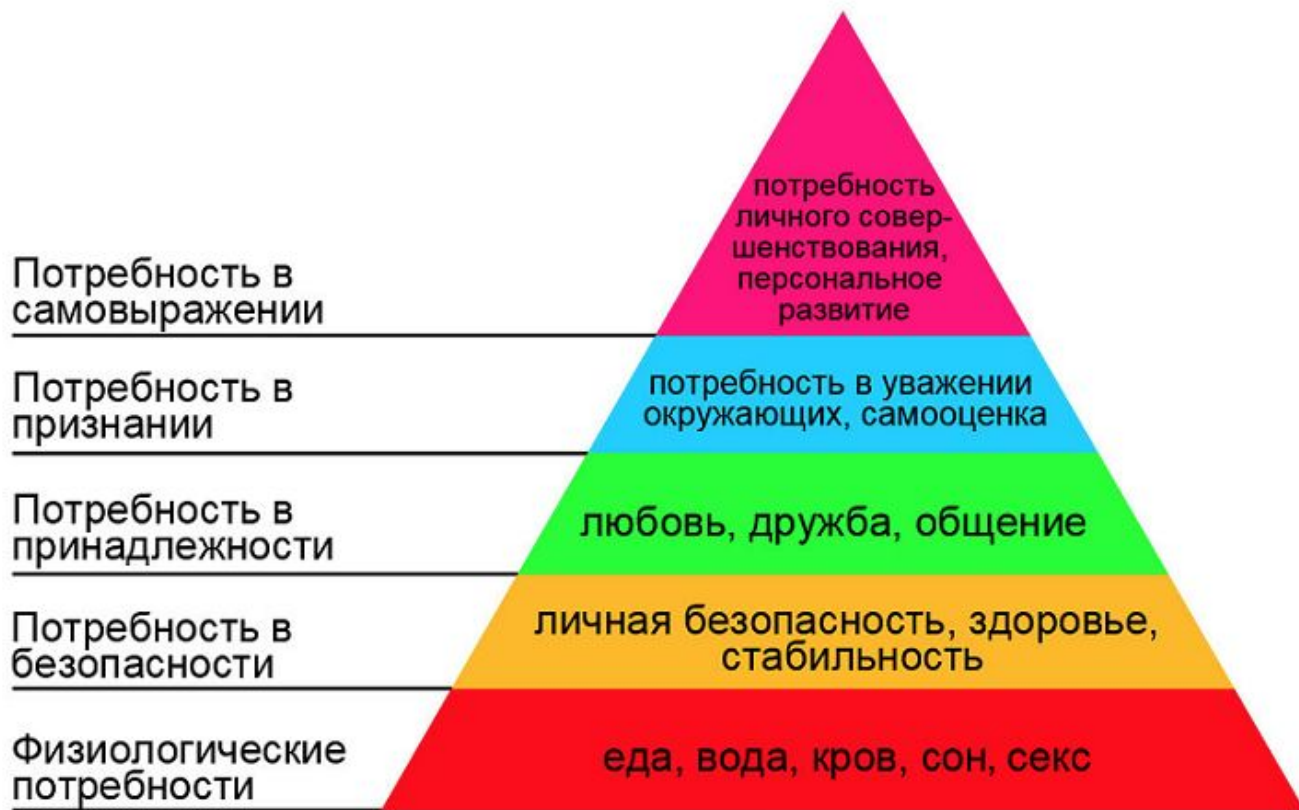 потребность
личного совер-
шенствования,
персональное
развитие
Потребность в
самовыражении
Потребность в
признании
потребность в уважении
окружающих, самооценка
Потребность в
принадлежности
любовь, дружба, общение
Потребность в
безопасности
личная безопасность, здоровье,
стабильность
Физиологические
потребности
еда, вода, кров, сон, секс